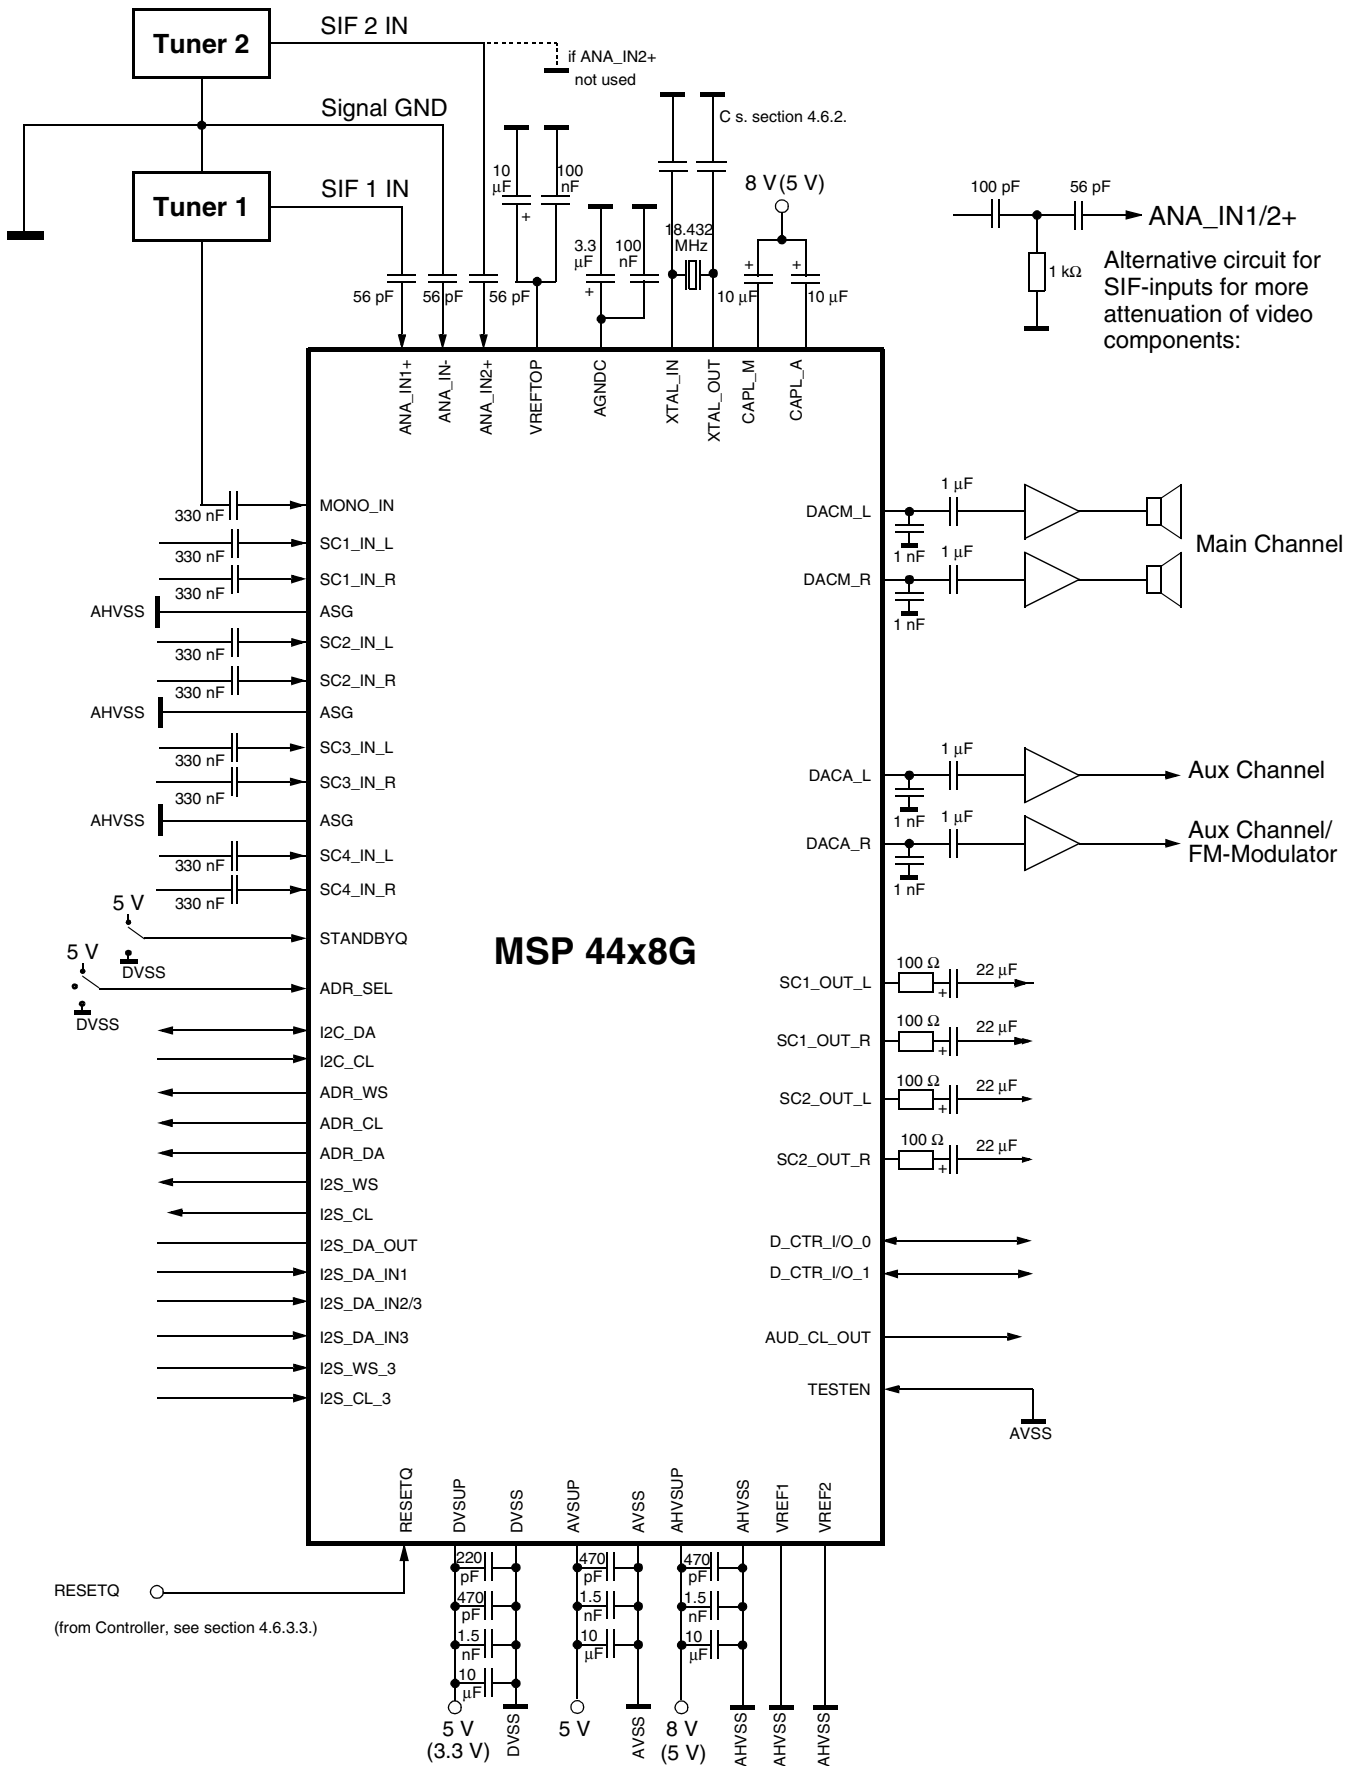 Tuner 2
SIF 2 IN
if ANA_IN2+
not used
Signal GND
Tuner 1
SIF 1 IN
10
µF
+
100
nF
C s. section 4.6.2.
8 V(5 V)
3.3
µF
+
100
nF
18.432
MHz
+
10 µF
+
10 µF
56 pF
56 pF
56 pF
100 pF
56 pF
ANA_IN1/2+
1 kΩ
Alternative circuit for
SIF-inputs for more
attenuation of video
components:
ANA_IN1+
ANA_IN-
ANA_IN2+
VREFTOP
AGNDC
XTAL_IN
XTAL_OUT
CAPL_M
CAPL_A
330 nF
MONO_IN
330 nF
SC1_IN_L
330 nF
SC1_IN_R
AHVSS
ASG
330 nF
SC2_IN_L
330 nF
SC2_IN_R
AHVSS
ASG
330 nF
SC3_IN_L
330 nF
SC3_IN_R
AHVSS
ASG
330 nF
SC4_IN_L
330 nF
SC4_IN_R
5 V
DVSS
STANDBYQ
5 V
DVSS
ADR_SEL
I2C_DA
I2C_CL
ADR_WS
ADR_CL
ADR_DA
I2S_WS
I2S_CL
I2S_DA_OUT
I2S_DA_IN1
I2S_DA_IN2/3
I2S_DA_IN3
I2S_WS_3
I2S_CL_3
MSP 44x8G
DACM_L
1 µF
1 nF
DACM_R
1 µF
1 nF
Main Channel
DACA_L
1 µF
1 nF
Aux Channel
DACA_R
1 µF
1 nF
Aux Channel/
FM-Modulator
SC1_OUT_L
100 Ω
+
22 µF
SC1_OUT_R
100 Ω
+
22 µF
SC2_OUT_L
100 Ω
+
22 µF
SC2_OUT_R
100 Ω
+
22 µF
D_CTR_I/O_0
D_CTR_I/O_1
AUD_CL_OUT
TESTEN
AVSS
RESETQ
DVSUP
DVSS
AVSUP
AVSS
AHVSUP
AHVSS
VREF1
VREF2
RESETQ
(from Controller, see section 4.6.3.3.)
220
pF
470
pF
1.5
nF
10
µF
5 V
(3.3 V)
DVSS
470
pF
1.5
nF
10
µF
5 V
AVSS
470
pF
1.5
nF
10
µF
8 V
(5 V)
AHVSS
AHVSS
AHVSS